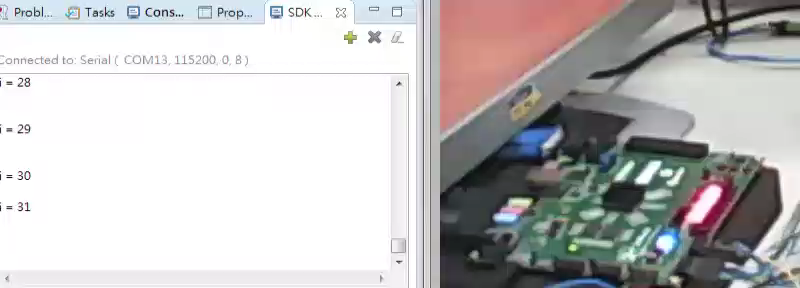 Probl...  Tasks  Cons...  Prop...  SDK ...
Connected to: Serial ( COM13, 115200, 0, 8 )
i = 28
i = 29
i = 30
i = 31